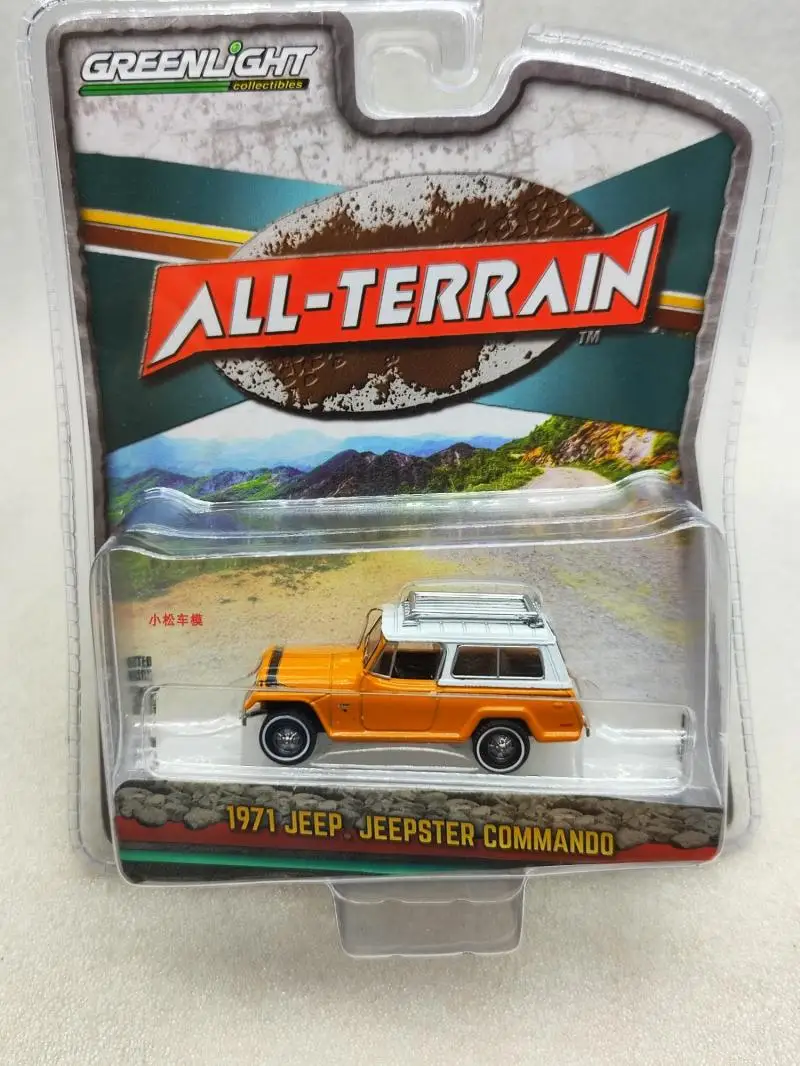 GREENLiGHT
collectibles
ALL-TERRAIN
TM
小松车模
1971 JEEP® JEEPSTER COMMANDO